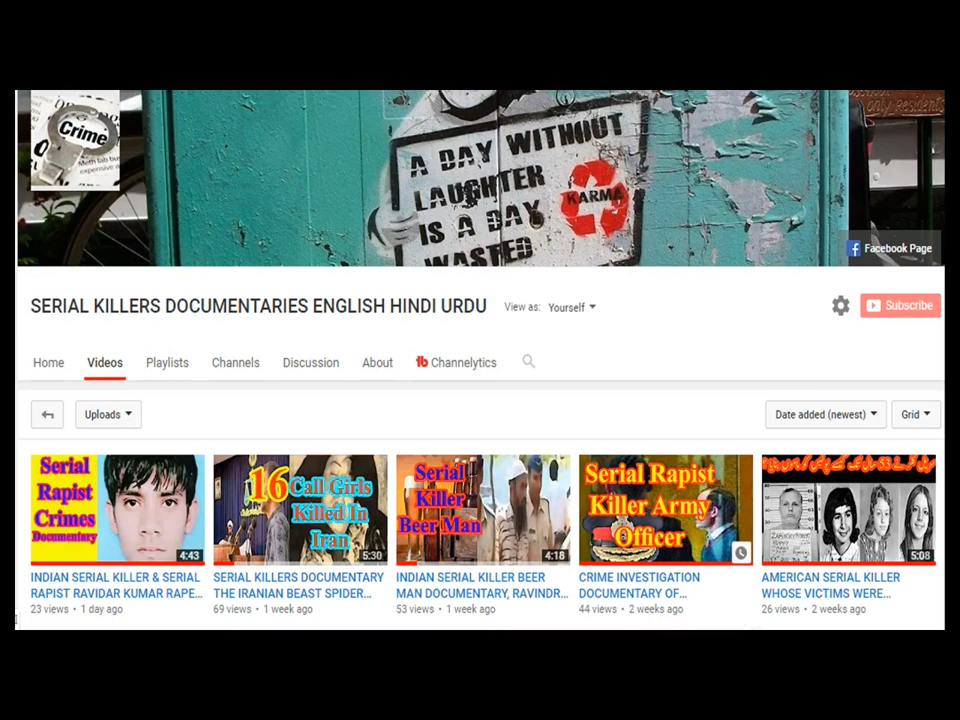 Crime
Meth lab bu
expensive
A DAY WITHOUT
LAUGHTER
IS A DAY
WASTED
KARMA
only Resident
Facebook Page
SERIAL KILLERS DOCUMENTARIES ENGLISH HINDI URDU
View as: Yourself
Subscribe
Home Videos Playlists Channels Discussion About Channelytics
Uploads
Date added (newest) Grid
Serial
Rapist
Crimes
Documentary
4:43
INDIAN SERIAL KILLER & SERIAL
RAPIST RAVIDAR KUMAR RAPE...
23 views • 1 day ago
16 Call Girls
Killed In
Iran
5:30
SERIAL KILLERS DOCUMENTARY
THE IRANIAN BEAST SPIDER...
69 views • 1 week ago
Serial
Killer
Beer Man
4:18
INDIAN SERIAL KILLER BEER
MAN DOCUMENTARY, RAVINDR...
53 views • 1 week ago
Serial Rapist
Killer Army
Officer
CRIME INVESTIGATION
DOCUMENTARY OF...
44 views • 2 weeks ago
5:08
AMERICAN SERIAL KILLER
WHOSE VICTIMS WERE...
26 views • 2 weeks ago